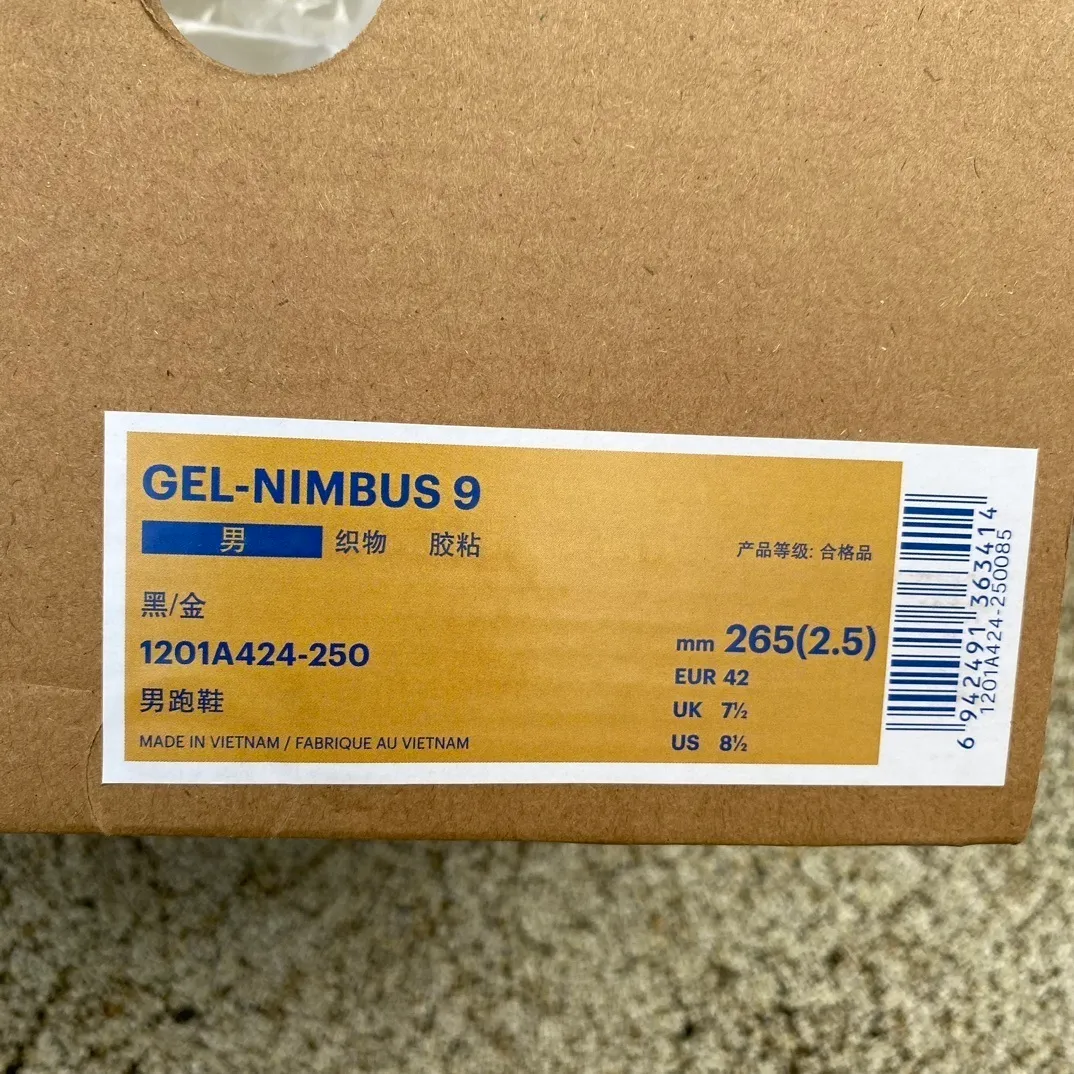 GEL-NIMBUS 9
男 织物 胶粘
产品等级: 合格品
黑/金
1201A424-250
男跑鞋
MADE IN VIETNAM / FABRIQUE AU VIETNAM
mm 265(2.5)
EUR 42
UK 7½
US 8½
6 942491 363414
1201A424-250085